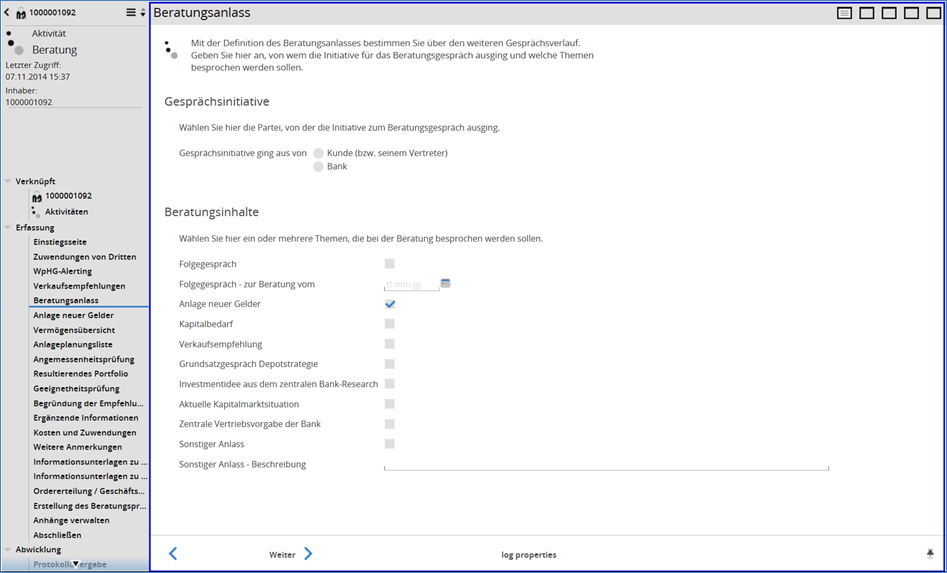 1000001092
Aktivität
Beratung
Letzter Zugriff:
07.11.2014 15:37
Inhaber:
1000001092
Verknüpft
1000001092
Aktivitäten
Erfassung
Einstiegsseite
Zuwendungen von Dritten
WpHG-Alerting
Verkaufsempfehlungen
Beratungsanlass
Anlage neuer Gelder
Vermögensübersicht
Anlageplanungsliste
Angemessenheitsprüfung
Resultierendes Portfolio
Geeignetheitsprüfung
Begründung der Empfehlu...
Ergänzende Informationen
Kosten und Zuwendungen
Weitere Anmerkungen
Informationsunterlagen zu ...
Informationsunterlagen zu ...
Ordererteilung / Geschäfts...
Erstellung des Beratungspr...
Anhänge verwalten
Abschließen
Abwicklung
Beratungsanlass
Mit der Definition des Beratungsanlasses bestimmen Sie über den weiteren Gesprächsverlauf.
Geben Sie hier an, von wem die Initiative für das Beratungsgespräch ausging und welche Themen
besprochen werden sollen.
Gesprächsinitiative
Wählen Sie hier die Partei, von der die Initiative zum Beratungsgespräch ausging.
Gesprächsinitiative ging aus von
Kunde (bzw. seinem Vertreter)
Bank
Beratungsinhalte
Wählen Sie hier ein oder mehrere Themen, die bei der Beratung besprochen werden sollen.
Folgegespräch
Folgegespräch - zur Beratung vom tt.mm.jjjj
Anlage neuer Gelder
Kapitalbedarf
Verkaufsempfehlung
Grundsatzgespräch Depotstrategie
Investmentidee aus dem zentralen Bank-Research
Aktuelle Kapitalmarktsituation
Zentrale Vertriebsvorgabe der Bank
Sonstiger Anlass
Sonstiger Anlass - Beschreibung
Weiter
log properties